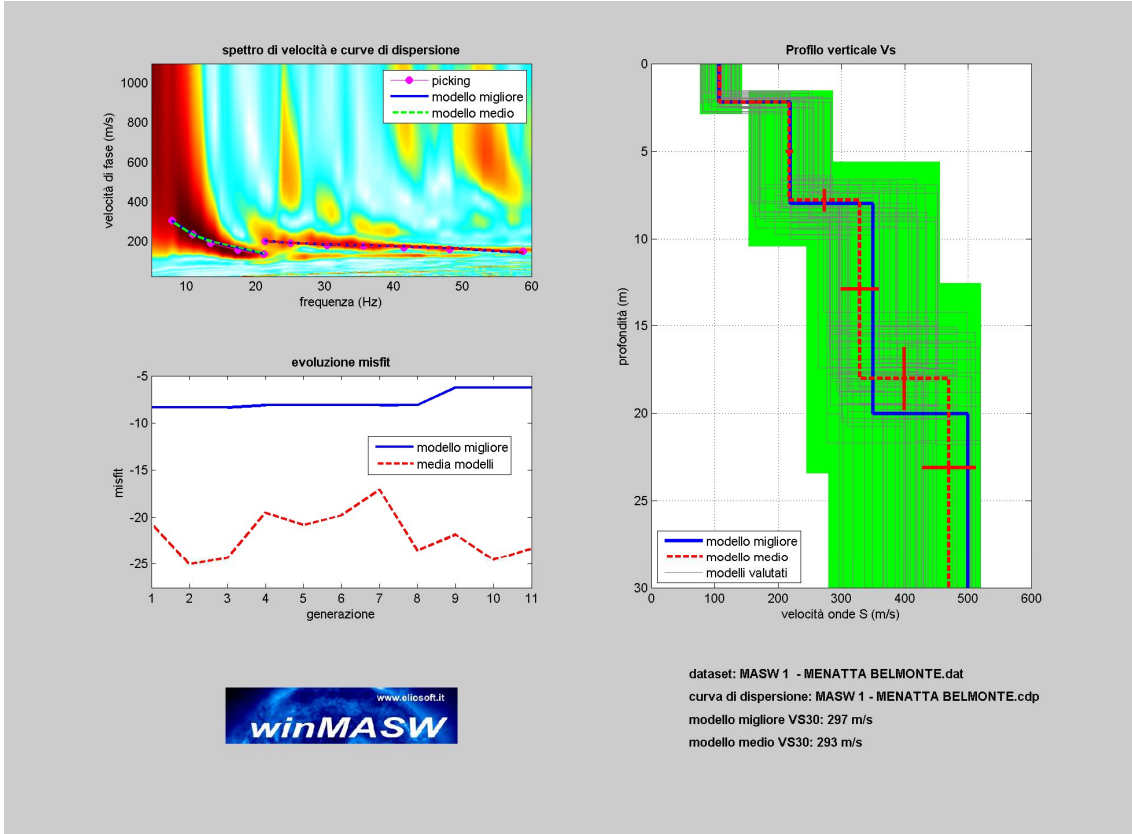 spettro di velocità e curve di dispersione
1000
800
600
400
200
velocità di fase (m/s)
picking
modello migliore
modello medio
10 20 30 40 50 60
frequenza (Hz)
Profilo verticale Vs
0
5
10
15
20
25
30
profondità (m)
modello migliore
modello medio
modelli valutati
0 100 200 300 400 500 600
velocità onde S (m/s)
evoluzione misfit
-5
-10
-15
-20
-25
misfit
modello migliore
media modelli
1 2 3 4 5 6 7 8 9 10 11
generazione
www.eliosoft.it
winMASW
dataset: MASW 1 - MENATTA BELMONTE.dat
curva di dispersione: MASW 1 - MENATTA BELMONTE.cdp
modello migliore VS30: 297 m/s
modello medio VS30: 293 m/s